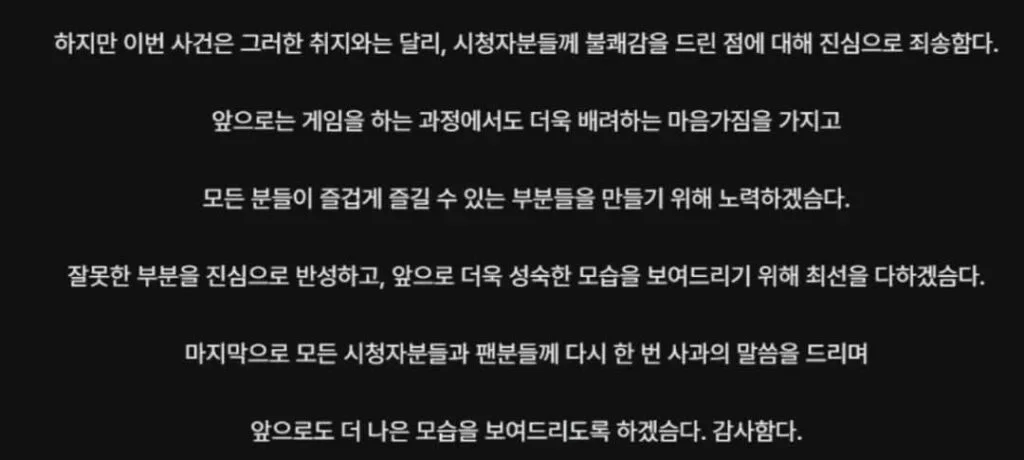 하지만 이번 사건은 그러한 취지와는 달리, 시청자분들께 불쾌감을 드린 점에 대해 진심으로 죄송함다.
앞으로는 게임을 하는 과정에서도 더욱 배려하는 마음가짐을 가지고
모든 분들이 즐겁게 즐길 수 있는 부분들을 만들기 위해 노력하겠슴다.
잘못한 부분을 진심으로 반성하고, 앞으로 더욱 성숙한 모습을 보여드리기 위해 최선을 다하겠슴다.
마지막으로 모든 시청자분들과 팬분들께 다시 한 번 사과의 말씀을 드리며
앞으로도 더 나은 모습을 보여드리도록 하겠슴다. 감사함다.